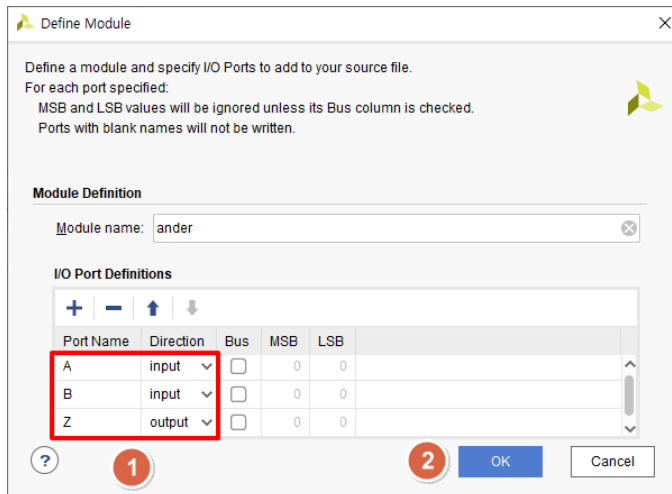 Define Module
Define a module and specify I/O Ports to add to your source file.
For each port specified:
MSB and LSB values will be ignored unless its Bus column is checked.
Ports with blank names will not be written.
Module Definition
Module name: ander
I/O Port Definitions
Port Name Direction Bus MSB LSB
A input 0 0
B input 0 0
Z output 0 0
? 1 2 OK Cancel